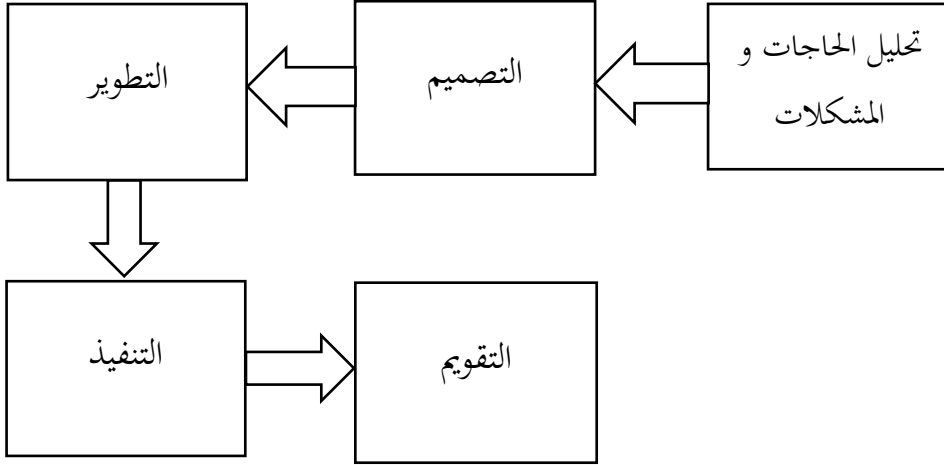 تحليل الحاجات و
المشكلات
التصميم
التطوير
التنفيذ
التقويم